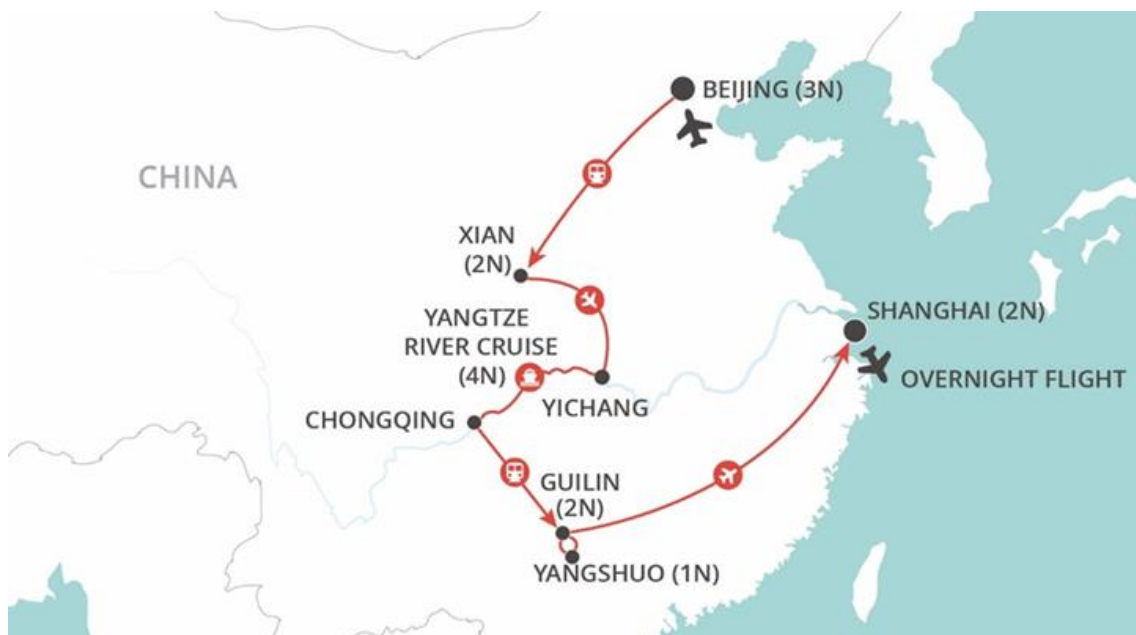 BEIJING (3N)
CHINA
XIAN
(2N)
YANGTZE
RIVER CRUISE
(4N)
SHANGHAI (2N)
OVERNIGHT FLIGHT
YICHANG
CHONGQING
GUILIN
(2N)
YANGSHUO (1N)